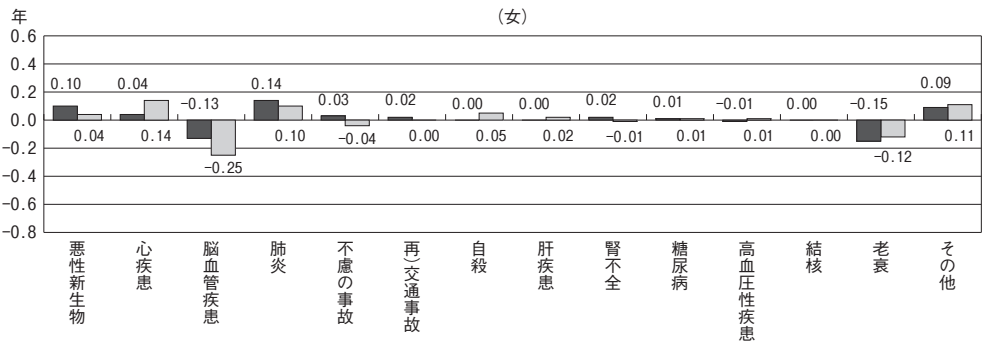 年
(女)
0.6
0.4
0.2
0.0
-0.2
-0.4
-0.6
-0.8
0.10
0.04
-0.13
0.14
0.03
0.02
0.00
0.00
0.02
0.01
-0.01
0.00
-0.15
0.09
0.04
0.14
-0.25
0.10
-0.04
0.00
0.05
0.02
-0.01
0.01
0.01
0.00
-0.12
0.11
悪性新生物
心疾患
脳血管疾患
肺炎
不慮の事故
再)交通事故
自殺
肝疾患
腎不全
糖尿病
高血圧性疾患
結核
老衰
その他